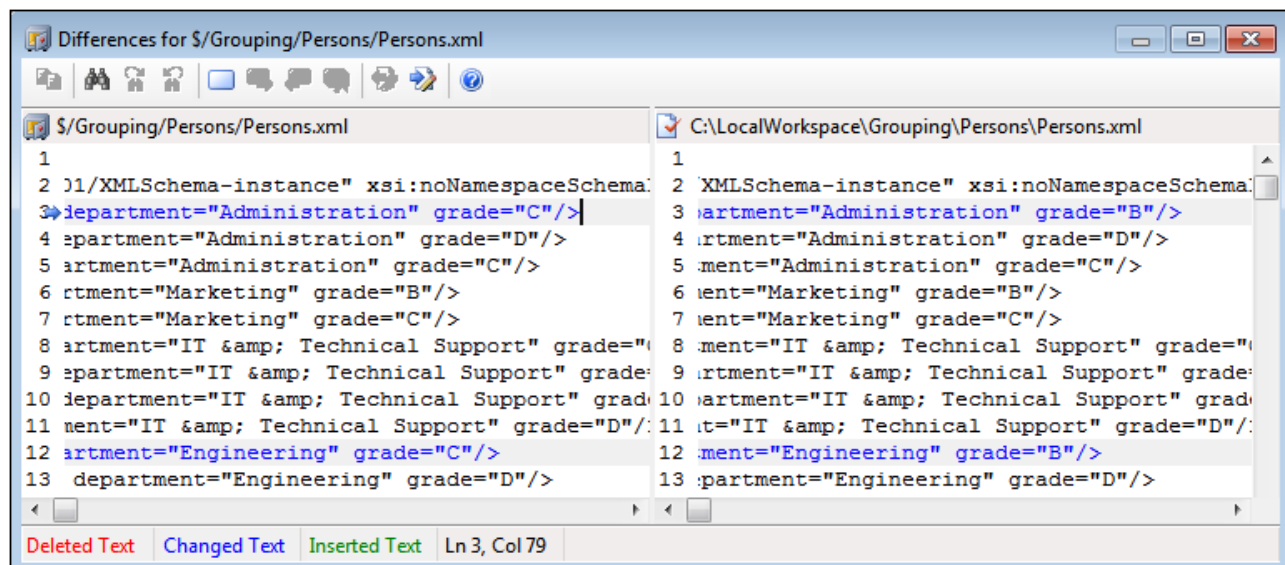 Differences for $/Grouping/Persons/Persons.xml
$/Grouping/Persons/Persons.xml
1
2 01/XMLSchema-instance" xsi:noNamespaceSchema
3 department="Administration" grade="C"/>
4 epartment="Administration" grade="D"/>
5 artment="Administration" grade="C"/>
6 rtment="Marketing" grade="B"/>
7 rtment="Marketing" grade="C"/>
8 artment="IT &amp; Technical Support" grade="
9 epartment="IT &amp; Technical Support" grade
10 department="IT &amp; Technical Support" grad
11 ment="IT &amp; Technical Support" grade="D"/
12 artment="Engineering" grade="C"/>
13 department="Engineering" grade="D"/>
C:\LocalWorkspace\Grouping\Persons\Persons.xml
1
2 XMLSchema-instance" xsi:noNamespaceSchema
3 artment="Administration" grade="B"/>
4 rtment="Administration" grade="D"/>
5 ment="Administration" grade="C"/>
6 ent="Marketing" grade="B"/>
7 ent="Marketing" grade="C"/>
8 ment="IT &amp; Technical Support" grade="
9 rtment="IT &amp; Technical Support" grade
10 artment="IT &amp; Technical Support" grad
11 t="IT &amp; Technical Support" grade="D"/
12 ment="Engineering" grade="B"/>
13 partment="Engineering" grade="D"/>
Deleted Text Changed Text Inserted Text Ln 3, Col 79